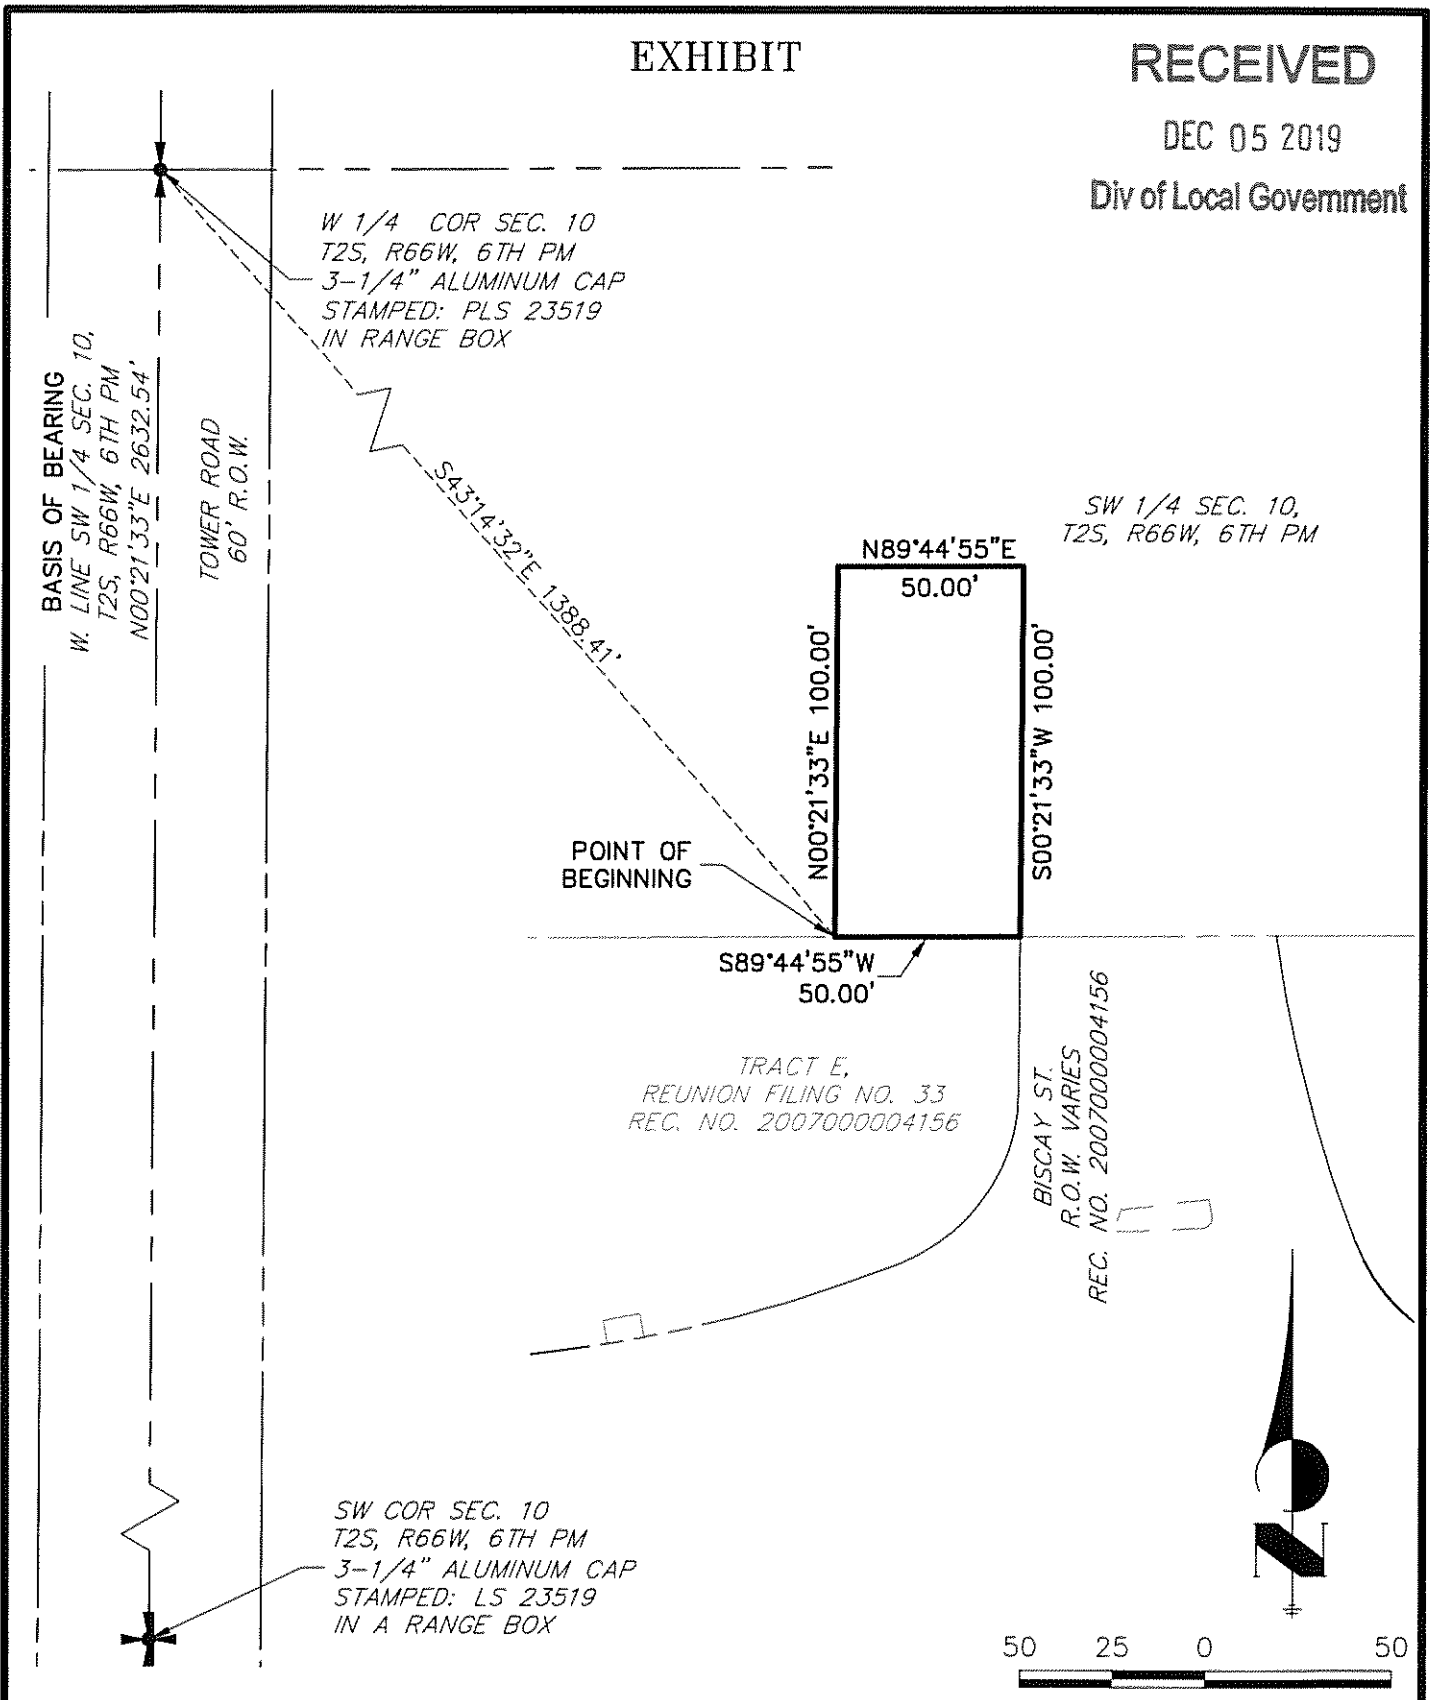 EXHIBIT
RECEIVED
DEC 05 2019
Div of Local Government
W 1/4 COR SEC. 10
T2S, R66W, 6TH PM
3-1/4" ALUMINUM CAP
STAMPED: PLS 23519
IN RANGE BOX
BASIS OF BEARING
W. LINE SW 1/4 SEC. 10,
T2S, R66W, 6TH PM
N00°21'33"E 2632.54'
TOWER ROAD
60' R.O.W.
S43°14'32"E 1388.41'
SW 1/4 SEC. 10,
T2S, R66W, 6TH PM
N89°44'55"E
50.00'
N00°21'33"E 100.00'
S00°21'33"W 100.00'
POINT OF
BEGINNING
S89°44'55"W
50.00'
TRACT E,
REUNION FILING NO. 33
REC. NO. 2007000004156
BISCAY ST.
R.O.W. VARIES
REC. NO. 2007000004156
SW COR SEC. 10
T2S, R66W, 6TH PM
3-1/4" ALUMINUM CAP
STAMPED: LS 23519
IN A RANGE BOX
N
50 25 0 50